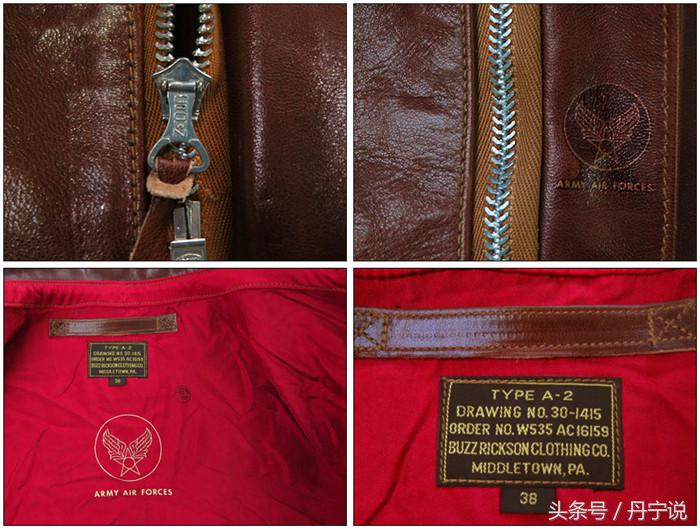 ARMY AIR FORCES
TYPE A-2
DRAWING NO. 30-1415
ORDER NO. W535 AC16159
BUZZ RICKSON CLOTHING CO.
MIDDLETOWN, PA.
38
ARMY AIR FORCES
TYPE A-2
DRAWING NO. 30-1415
ORDER NO. W535 AC16159
BUZZ RICKSON CLOTHING CO.
MIDDLETOWN, PA.
38
头条号 / 丹宁说